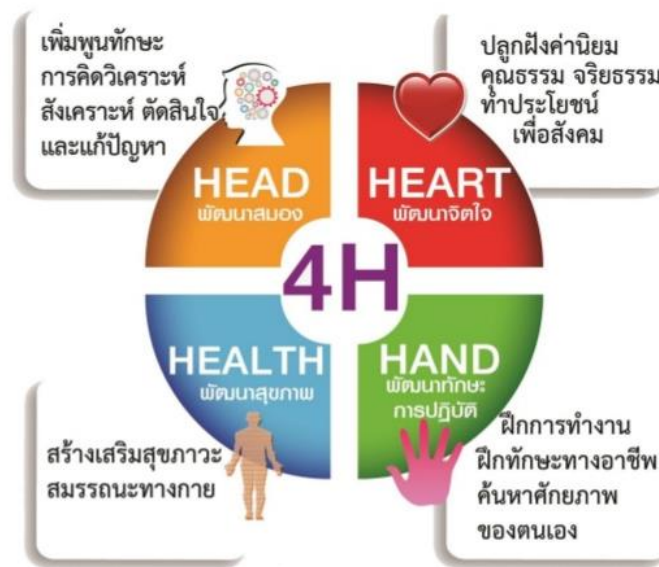 เพิ่มพูนทักษะ
การคิดวิเคราะห์
สังเคราะห์ ตัดสินใจ
และแก้ปัญหา
ปลูกฝังค่านิยม
คุณธรรม จริยธรรม
ทำประโยชน์
เพื่อสังคม
HEAD
พัฒนาสมอง
HEART
พัฒนาจิตใจ
4H
HEALTH
พัฒนาสุขภาพ
HAND
พัฒนาทักษะ
การปฏิบัติ
สร้างเสริมสุขภาวะ
สมรรถนะทางกาย
ฝึกการทำงาน
ฝึกทักษะทางอาชีพ
ค้นหาศักยภาพ
ของตนเอง